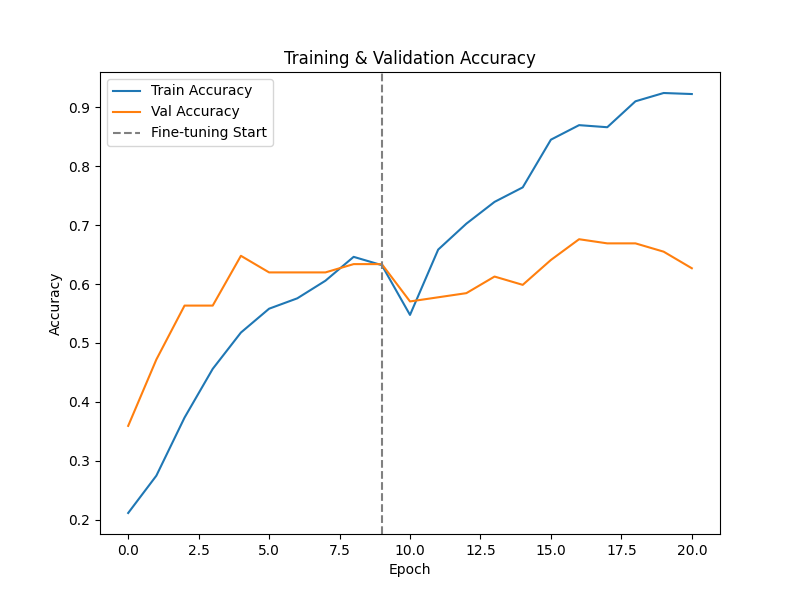 Training & Validation Accuracy
Train Accuracy
Val Accuracy
Fine-tuning Start
Accuracy
0.9
0.8
0.7
0.6
0.5
0.4
0.3
0.2
0.0 2.5 5.0 7.5 10.0 12.5 15.0 17.5 20.0
Epoch